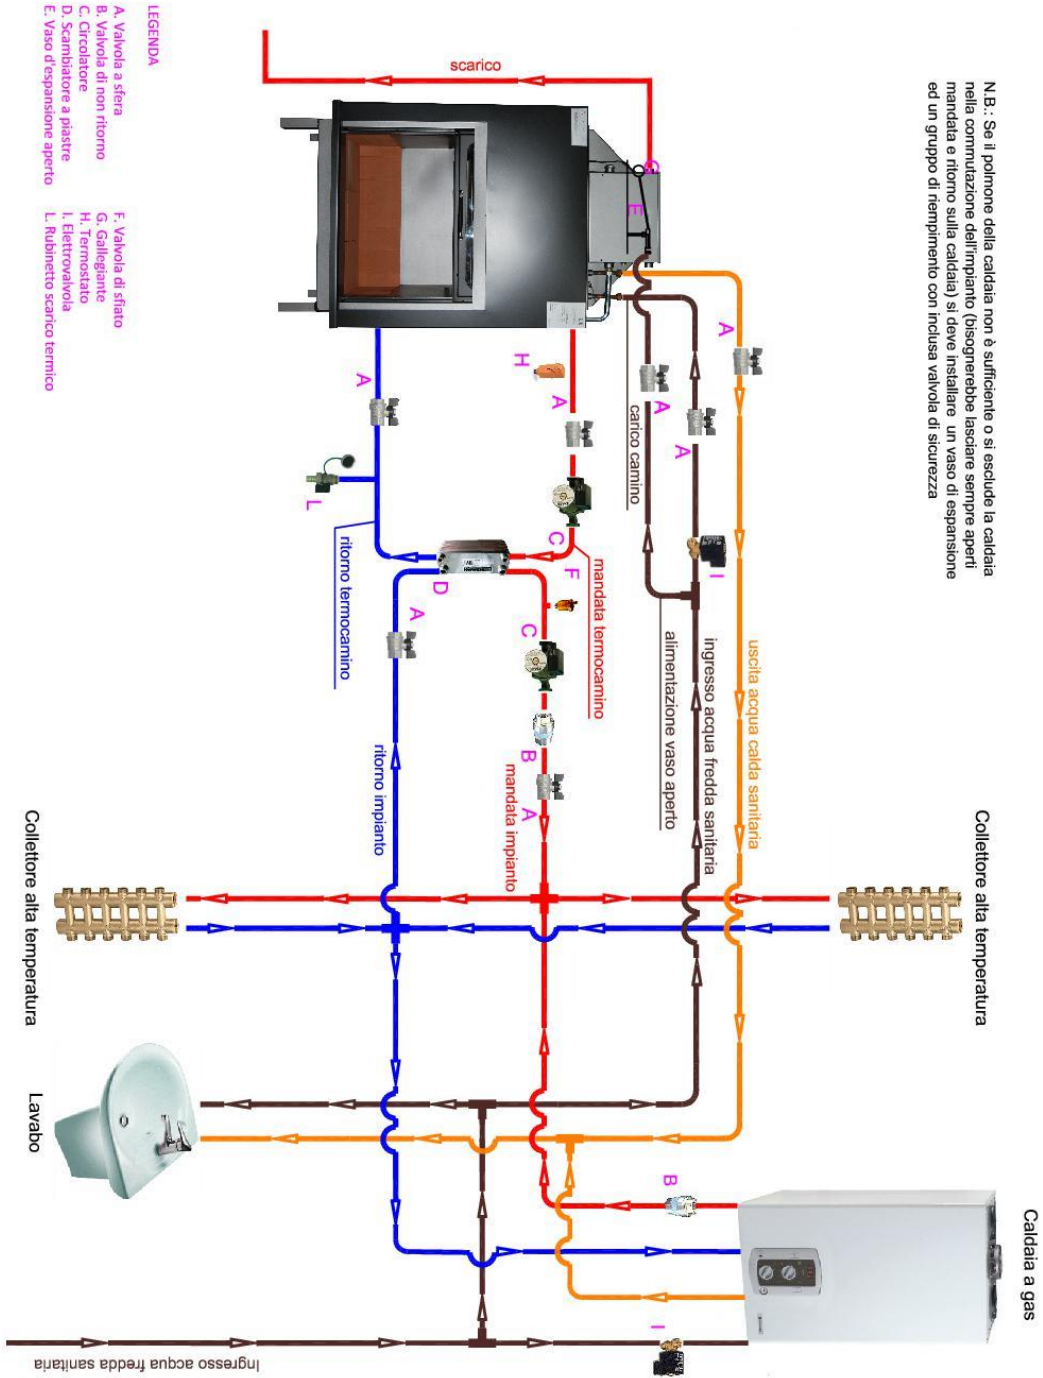 N.B.: Se il polmone della caldaia non è sufficiente o si esclude la caldaia
nella commutazione dell'impianto (bisognerebbe lasciare sempre aperti
mandata e ritorno sulla caldaia) si deve installare un vaso di espansione
ed un gruppo di riempimento con inclusa valvola di sicurezza
scarico
G
E
A
A
A
H
A
A
carico camino
I
L
C
F
D
A
C
B
A
mandata termocamino
ritorno termocamino
uscita acqua calda sanitaria
ingresso acqua fredda sanitaria
alimentazione vaso aperto
mandata impianto
ritorno impianto
Collettore alta temperatura
Collettore alta temperatura
Lavabo
B
Caldaia a gas
I
Ingresso acqua fredda sanitaria
LEGENDA
A. Valvola a sfera
B. Valvola di non ritorno
C. Circolatore
D. Scambiatore a piastre
E. Vaso d'espansione aperto
F. Valvola di sfiato
G. Gallegiante
H. Termostato
I. Elettrovalvola
L. Rubinetto scarico termico